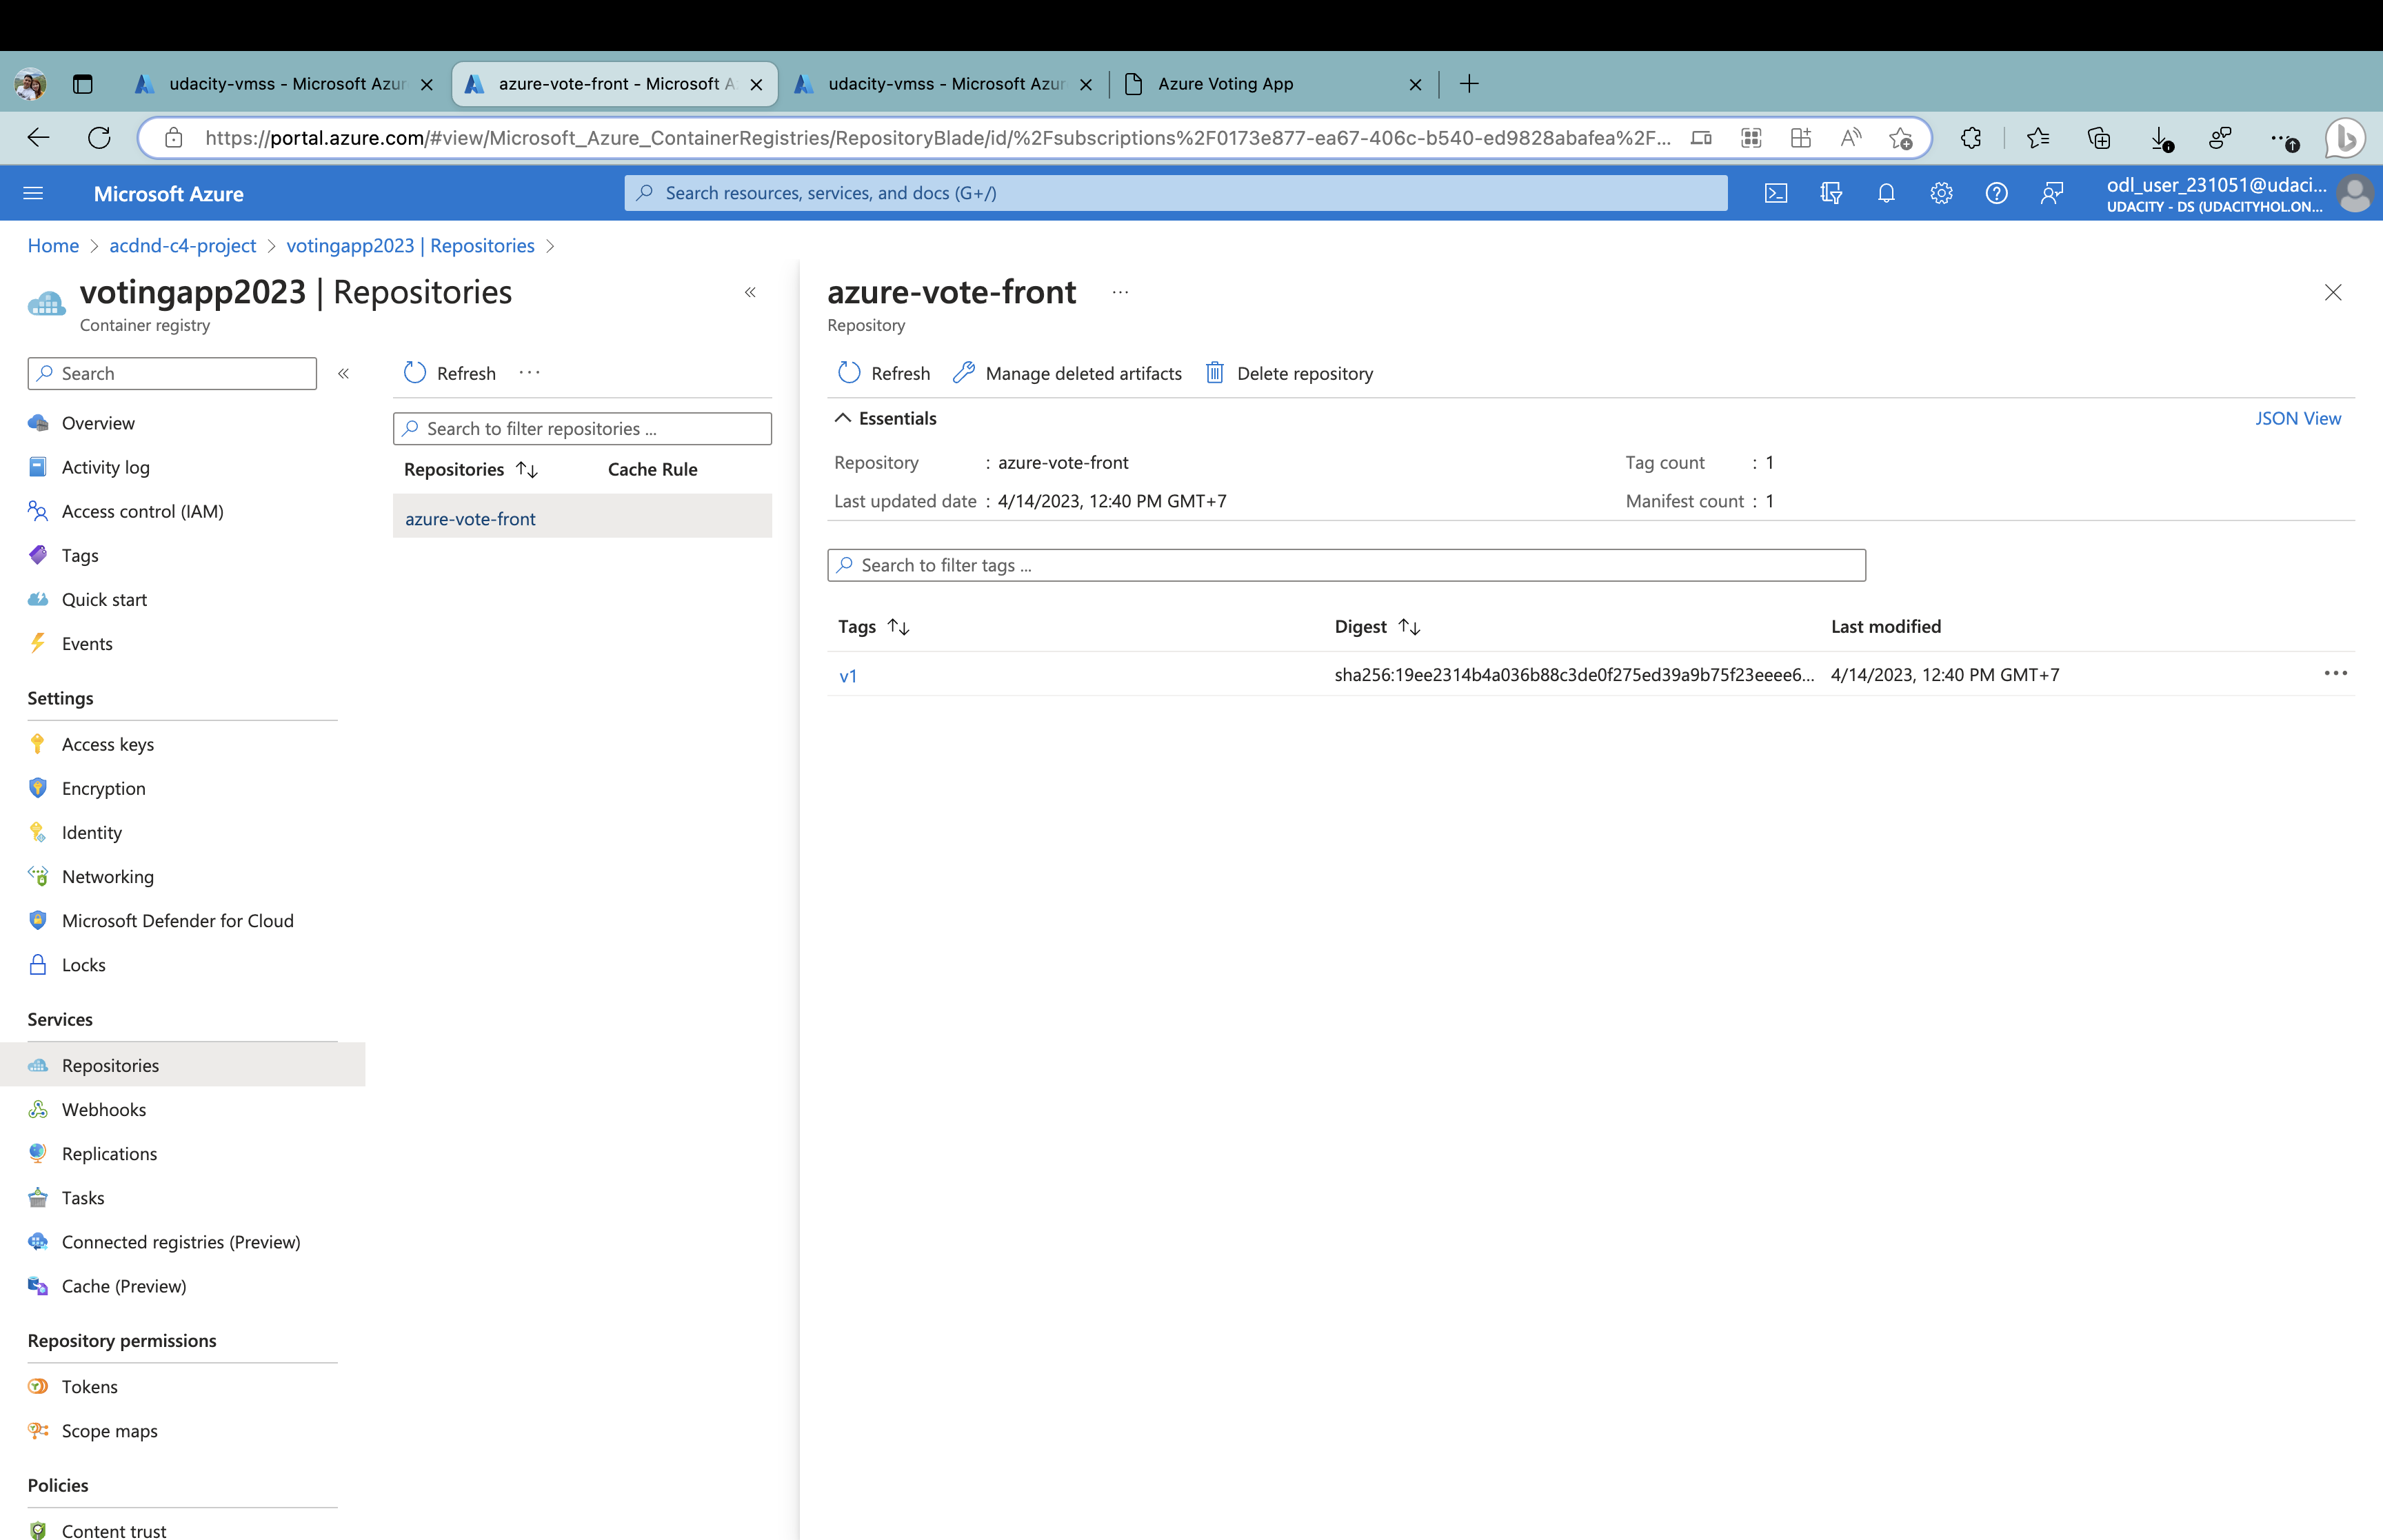 udacity-vmss - Microsoft Azur
azure-vote-front - Microsoft A
udacity-vmss - Microsoft Azur
Azure Voting App
https://portal.azure.com/#view/Microsoft_Azure_ContainerRegistries/RepositoryBlade/id/%2Fsubscriptions%2F0173e877-ea67-406c-b540-ed9828abafea%2F...
Microsoft Azure
Search resources, services, and docs (G+/)
odl_user_231051@udaci...
UDACITY - DS (UDACITYHOL.ON...
Home > acdnd-c4-project > votingapp2023 | Repositories >
votingapp2023 | Repositories
Container registry
Search
Overview
Activity log
Access control (IAM)
Tags
Quick start
Events
Settings
Access keys
Encryption
Identity
Networking
Microsoft Defender for Cloud
Locks
Services
Repositories
Webhooks
Replications
Tasks
Connected registries (Preview)
Cache (Preview)
Repository permissions
Tokens
Scope maps
Policies
Content trust
Refresh ...
Search to filter repositories ...
Repositories Cache Rule
azure-vote-front
azure-vote-front ...
Repository
Refresh Manage deleted artifacts Delete repository
Essentials JSON View
Repository : azure-vote-front Tag count : 1
Last updated date : 4/14/2023, 12:40 PM GMT+7 Manifest count : 1
Search to filter tags ...
Tags Digest Last modified
v1 sha256:19ee2314b4a036b88c3de0f275ed39a9b75f23eeee6... 4/14/2023, 12:40 PM GMT+7 ...